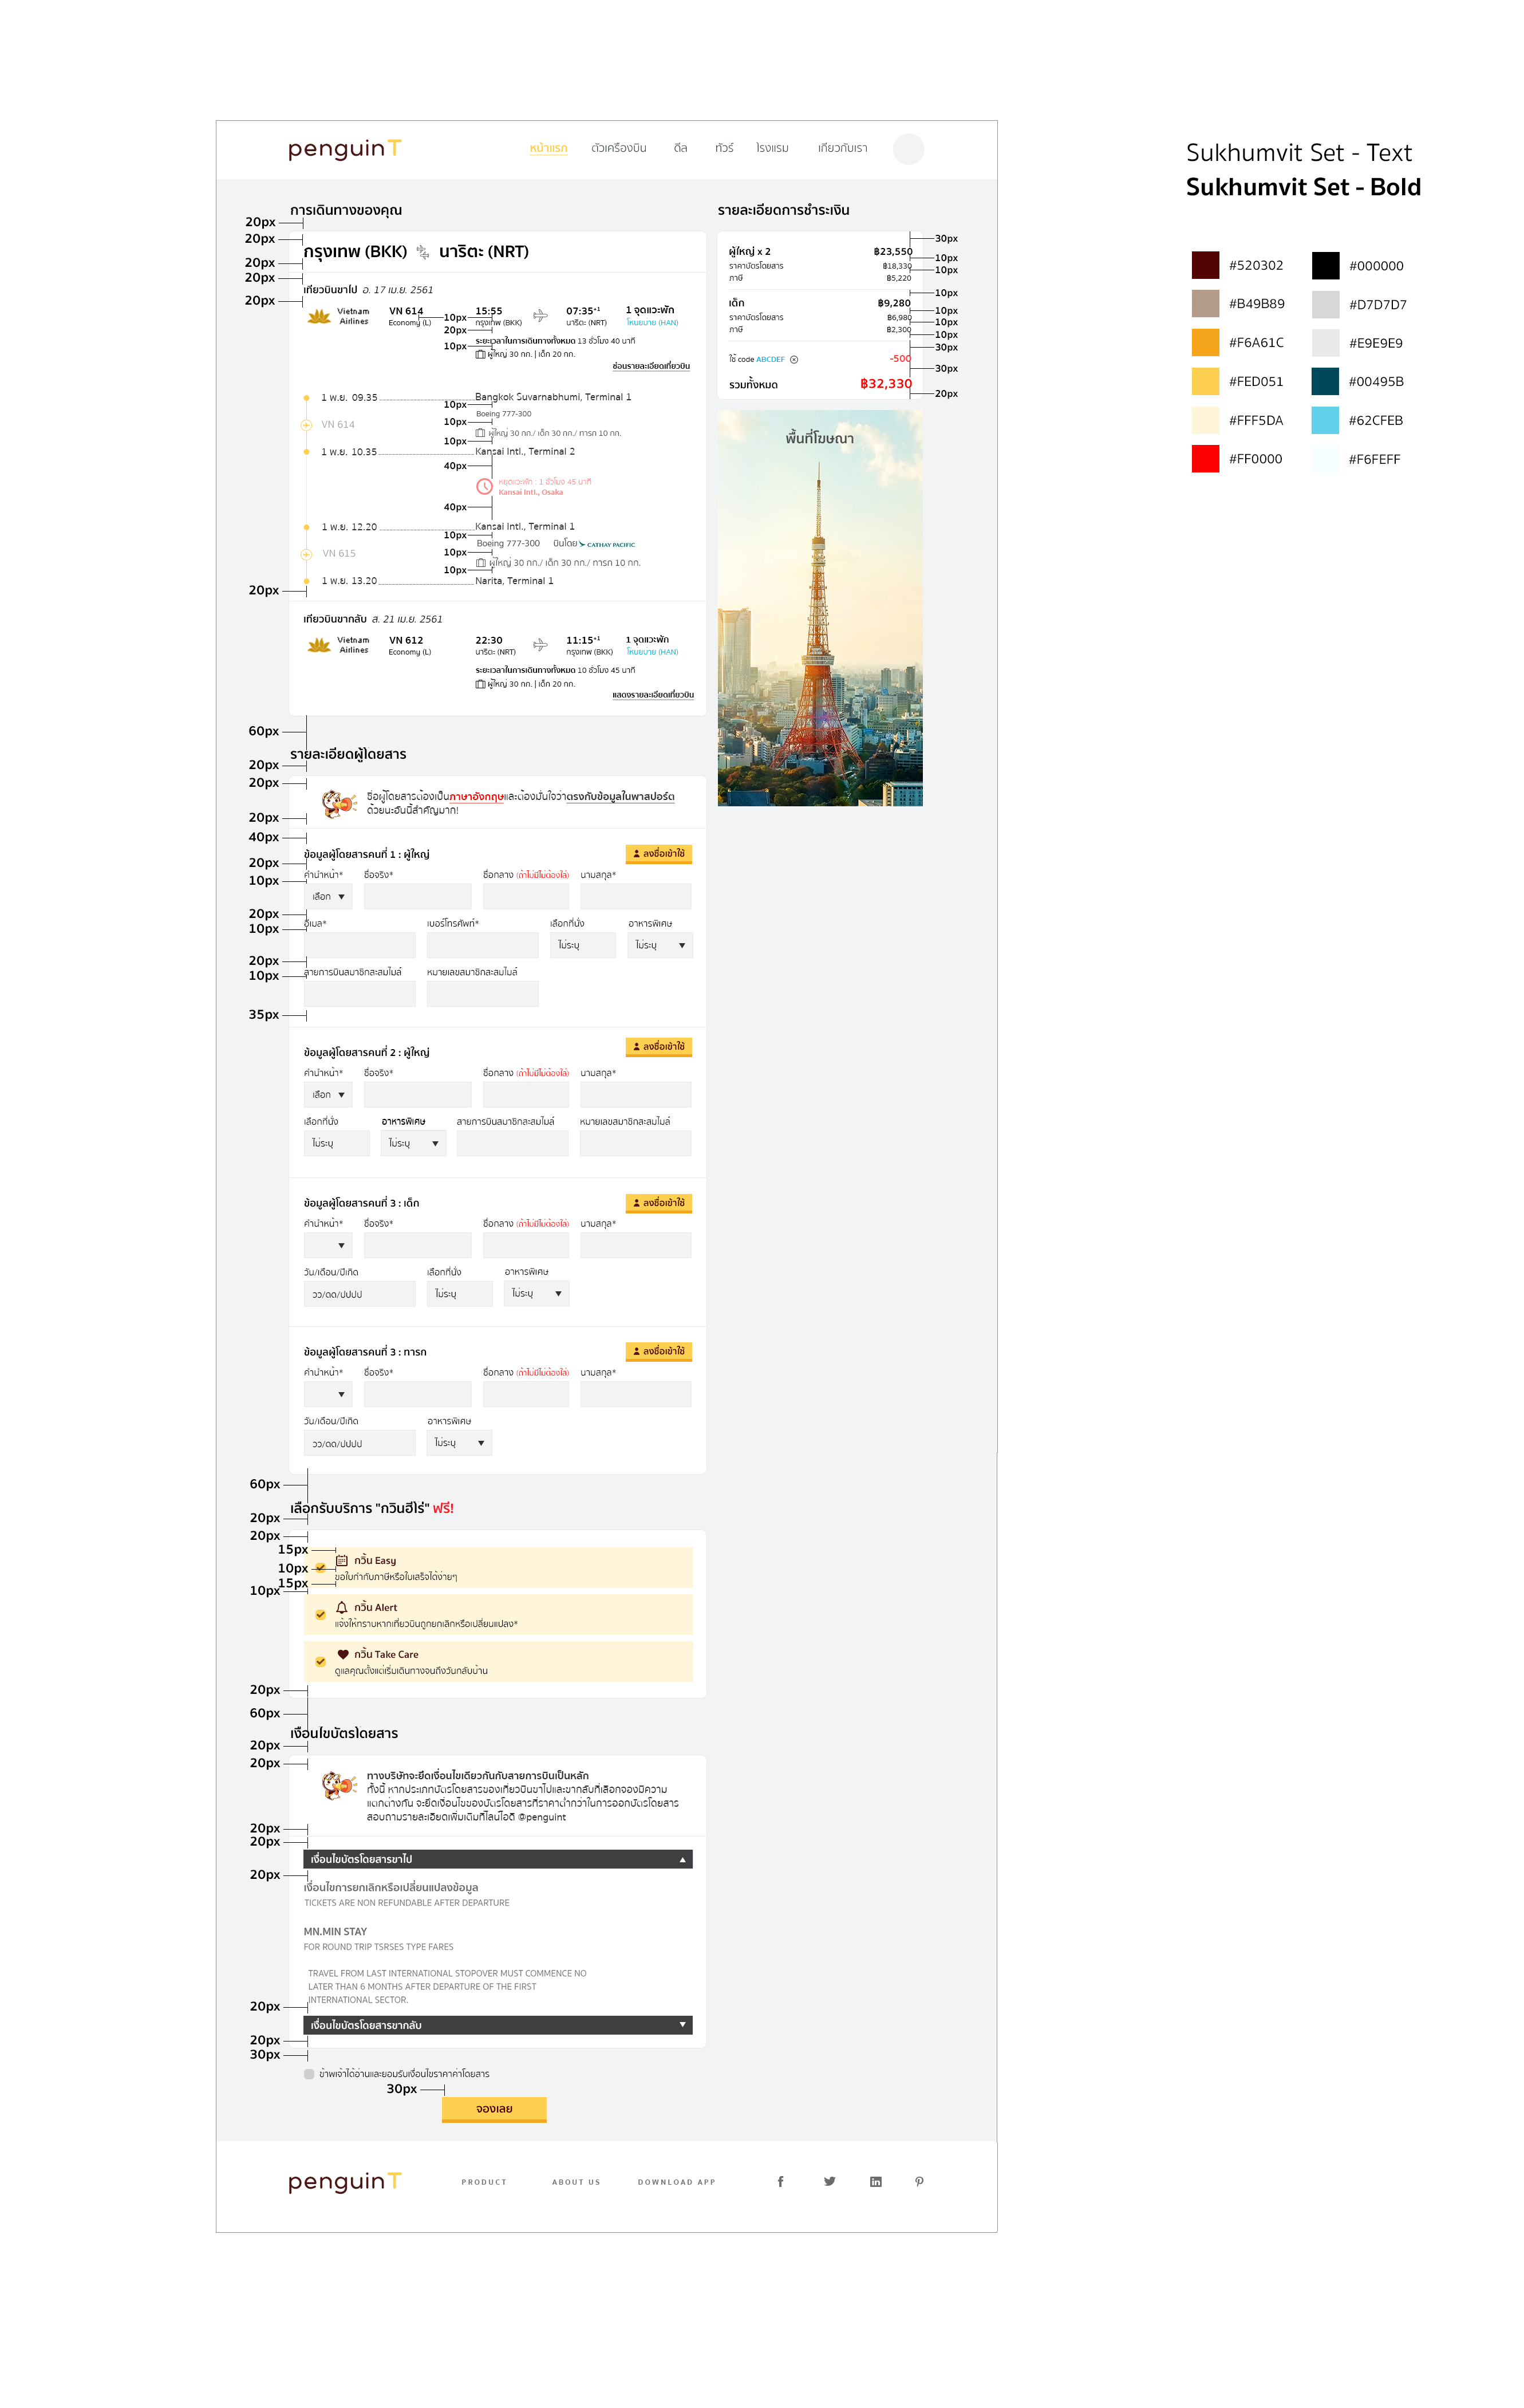 penguinT
หน้าแรก ตั๋วเครื่องบิน ดีล ทัวร์ โรงแรม เกี่ยวกับเรา
Sukhumvit Set - Text
Sukhumvit Set - Bold
#520302 #000000
#B49B89 #D7D7D7
#F6A61C #E9E9E9
#FED051 #00495B
#FFF5DA #62CFEB
#FF0000 #F6FEFF
การเดินทางของคุณ
20px
20px
กรุงเทพ (BKK) นาริตะ (NRT)
20px
20px
เที่ยวบินขาไป อ. 17 เม.ย. 2561
20px
Vietnam Airlines VN 614 15:55 07:35+1 1 จุดแวะพัก
Economy (L) 10px กรุงเทพ (BKK) นาริตะ (NRT) โหนยบาย (HAN)
20px
ระยะเวลาในการเดินทางทั้งหมด 13 ชั่วโมง 40 นาที
10px
ผู้ใหญ่ 30 กก. | เด็ก 20 กก.
ซ่อนรายละเอียดเที่ยวบิน
1 พ.ย. 09.35 Bangkok Suvarnabhumi, Terminal 1
10px
Boeing 777-300
VN 614 10px
ผู้ใหญ่ 30 กก./ เด็ก 30 กก./ ทารก 10 กก.
10px
1 พ.ย. 10.35 Kansai Intl., Terminal 2
40px
หยุดแวะพัก : 1 ชั่วโมง 45 นาที
Kansai Intl., Osaka
40px
1 พ.ย. 12.20 Kansai Intl., Terminal 1
10px
Boeing 777-300 บินโดย CATHAY PACIFIC
VN 615 10px
ผู้ใหญ่ 30 กก./ เด็ก 30 กก./ ทารก 10 กก.
10px
1 พ.ย. 13.20 Narita, Terminal 1
20px
เที่ยวบินขากลับ ส. 21 เม.ย. 2561
Vietnam Airlines VN 612 22:30 11:15+1 1 จุดแวะพัก
Economy (L) นาริตะ (NRT) กรุงเทพ (BKK) โหนยบาย (HAN)
ระยะเวลาในการเดินทางทั้งหมด 10 ชั่วโมง 45 นาที
ผู้ใหญ่ 30 กก. | เด็ก 20 กก.
แสดงรายละเอียดเที่ยวบิน
รายละเอียดการชำระเงิน
30px
ผู้ใหญ่ x 2 ฿23,550
10px
ราคาบัตรโดยสาร ฿18,330
10px
ภาษี ฿5,220
10px
เด็ก ฿9,280
10px
ราคาบัตรโดยสาร ฿6,980
10px
ภาษี ฿2,300
10px
30px
ใช้ code ABCDEF -500
30px
รวมทั้งหมด ฿32,330
20px
พื้นที่โฆษณา
60px
รายละเอียดผู้โดยสาร
20px
20px
ชื่อผู้โดยสารต้องเป็นภาษาอังกฤษและต้องมั่นใจว่าตรงกับข้อมูลในพาสปอร์ต
ด้วยนะฮันนี้สำคัญมาก!
20px
40px
ข้อมูลผู้โดยสารคนที่ 1 : ผู้ใหญ่ ลงชื่อเข้าใช้
20px
คำนำหน้า* ชื่อจริง* ชื่อกลาง (ถ้าไม่มีไม่ต้องใส่) นามสกุล*
10px
เลือก
20px
อีเมล* เบอร์โทรศัพท์* เลือกที่นั่ง อาหารพิเศษ
10px
ไม่ระบุ ไม่ระบุ
20px
สายการบินสมาชิกสะสมไมล์ หมายเลขสมาชิกสะสมไมล์
10px
35px
ข้อมูลผู้โดยสารคนที่ 2 : ผู้ใหญ่ ลงชื่อเข้าใช้
คำนำหน้า* ชื่อจริง* ชื่อกลาง (ถ้าไม่มีไม่ต้องใส่) นามสกุล*
เลือก
เลือกที่นั่ง อาหารพิเศษ สายการบินสมาชิกสะสมไมล์ หมายเลขสมาชิกสะสมไมล์
ไม่ระบุ ไม่ระบุ
ข้อมูลผู้โดยสารคนที่ 3 : เด็ก ลงชื่อเข้าใช้
คำนำหน้า* ชื่อจริง* ชื่อกลาง (ถ้าไม่มีไม่ต้องใส่) นามสกุล*
วัน/เดือน/ปีเกิด เลือกที่นั่ง อาหารพิเศษ
วว/ดด/ปปปป ไม่ระบุ ไม่ระบุ
ข้อมูลผู้โดยสารคนที่ 3 : ทารก ลงชื่อเข้าใช้
คำนำหน้า* ชื่อจริง* ชื่อกลาง (ถ้าไม่มีไม่ต้องใส่) นามสกุล*
วัน/เดือน/ปีเกิด อาหารพิเศษ
วว/ดด/ปปปป ไม่ระบุ
60px
เลือกรับบริการ "กวินฮีโร่" ฟรี!
20px
20px
15px
กวิ้น Easy
10px
ขอใบกำกับภาษีหรือใบเสร็จได้ง่ายๆ
15px
10px
กวิ้น Alert
แจ้งให้ทราบหากเที่ยวบินถูกยกเลิกหรือเปลี่ยนแปลง*
กวิ้น Take Care
ดูแลคุณตั้งแต่เริ่มเดินทางจนถึงวันกลับบ้าน
20px
60px
เงื่อนไขบัตรโดยสาร
20px
20px
ทางบริษัทจะยึดเงื่อนไขเดียวกันกับสายการบินเป็นหลัก
ทั้งนี้ หากประเภทบัตรโดยสารของเที่ยวบินขาไปและขากลับที่เลือกจองมีความ
แตกต่างกัน จะยึดเงื่อนไขของบัตรโดยสารที่ราคาต่ำกว่าในการออกบัตรโดยสาร
สอบถามรายละเอียดเพิ่มเติมที่ไลน์ไอดี @penguint
20px
20px
เงื่อนไขบัตรโดยสารขาไป
20px
เงื่อนไขการยกเลิกหรือเปลี่ยนแปลงข้อมูล
TICKETS ARE NON REFUNDABLE AFTER DEPARTURE
MN.MIN STAY
FOR ROUND TRIP TSRSES TYPE FARES
TRAVEL FROM LAST INTERNATIONAL STOPOVER MUST COMMENCE NO
LATER THAN 6 MONTHS AFTER DEPARTURE OF THE FIRST
INTERNATIONAL SECTOR.
20px
เงื่อนไขบัตรโดยสารขากลับ
20px
30px
ข้าพเจ้าได้อ่านและยอมรับเงื่อนไขราคาค่าโดยสาร
30px
จองเลย
penguinT PRODUCT ABOUT US DOWNLOAD APP